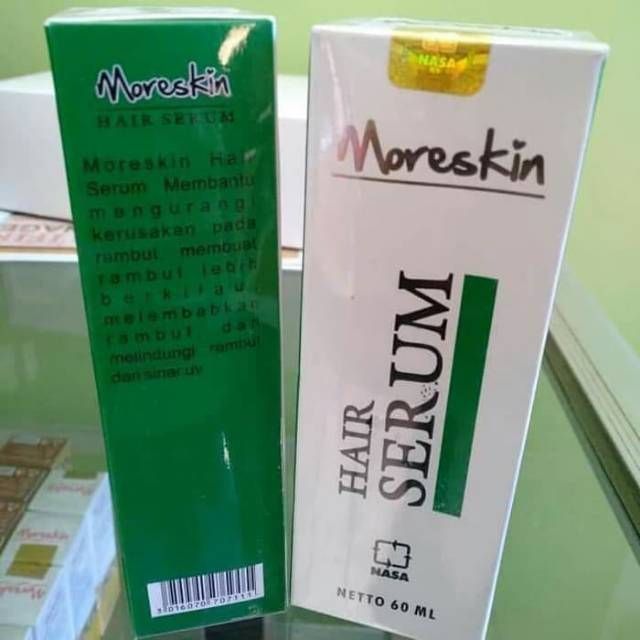 Moreskin
HAIR SERUM
Moreskin Hair
Serum Membantu
mengurangi
kerusakan pada
rambut, membuat
rambut lebih
berkilau,
melembabkan
rambut dan
melindungi rambut
dari sinar uv
NASA
Moreskin
HAIR
SERUM
NASA
NETTO 60 ML
Moreskin